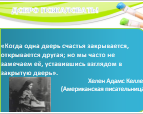 «Когда одна дверь счастья закрывается,
открывается другая; но мы часто не
замечаем её, уставившись взглядом в
закрытую дверь».
Хелен Адамс Келле
(Американская писательница